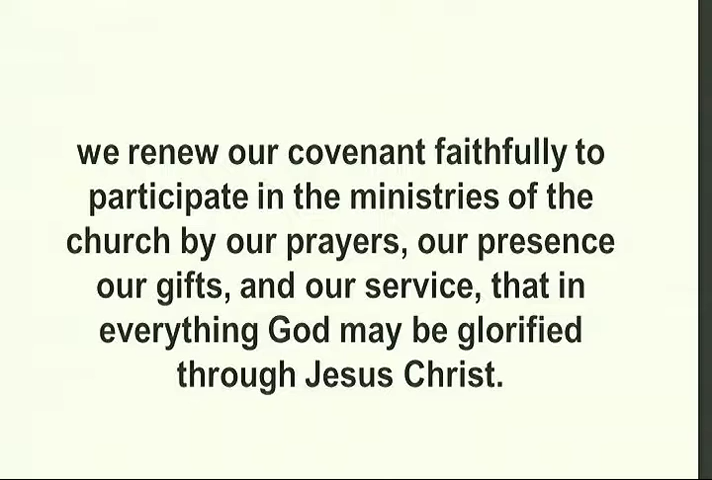 we renew our covenant faithfully to
participate in the ministries of the
church by our prayers, our presence
our gifts, and our service, that in
everything God may be glorified
through Jesus Christ.